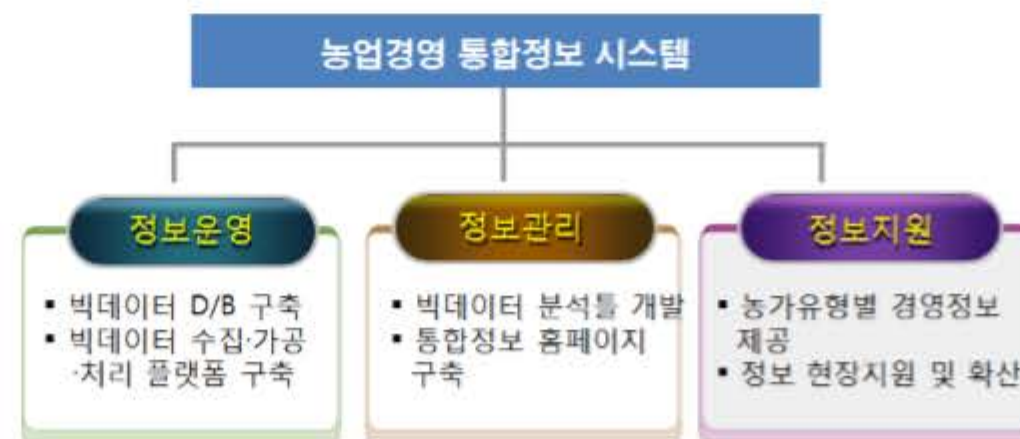 농업경영 통합정보 시스템
정보운영
▪ 빅데이터 D/B 구축
▪ 빅데이터 수집·가공
·처리 플랫폼 구축
정보관리
▪ 빅데이터 분석틀 개발
▪ 통합정보 홈페이지
구축
정보지원
▪ 농가유형별 경영정보
제공
▪ 정보 현장지원 및 확산